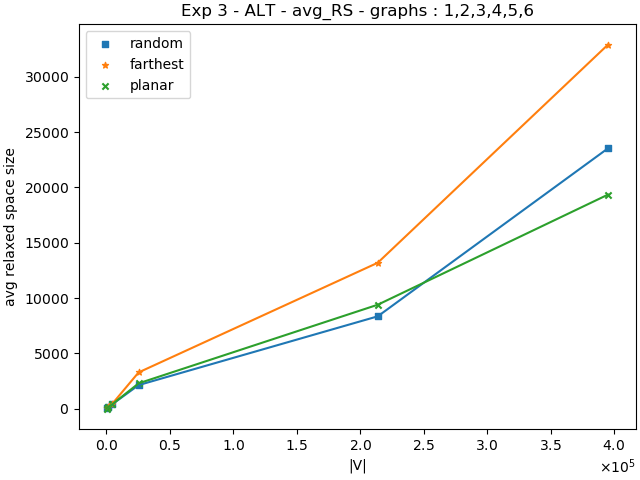 Exp 3 - ALT - avg_RS - graphs : 1,2,3,4,5,6
random
farthest
planar
avg relaxed space size
30000
25000
20000
15000
10000
5000
0
0.0 0.5 1.0 1.5 2.0 2.5 3.0 3.5 4.0
|V|
×10⁵